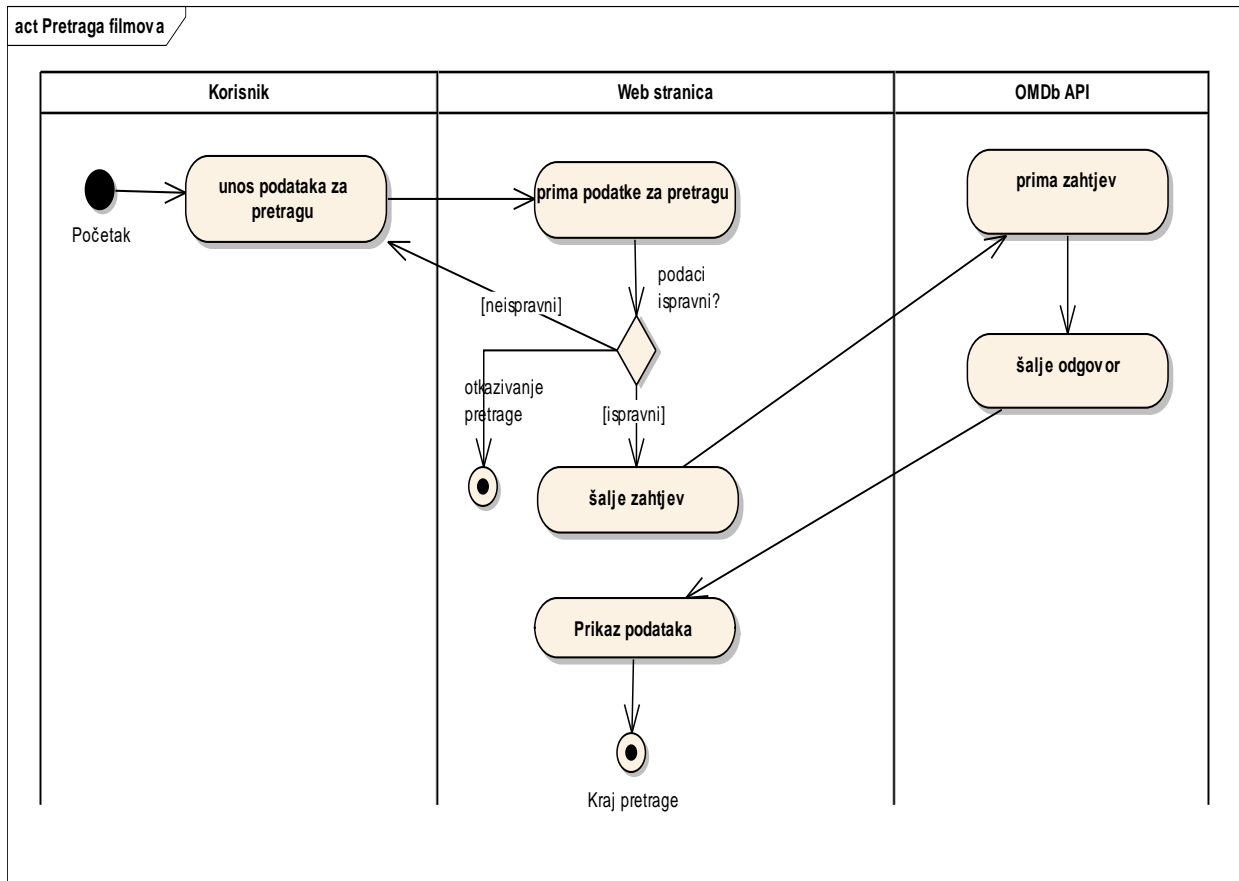 act Pretraga filmova
Korisnik
Web stranica
OMDb API
Početak
unos podataka za
pretragu
prima podatke za pretragu
prima zahtjev
podaci
ispravni?
[neispravni]
otkazivanje
pretrage
[ispravni]
šalje odgovor
šalje zahtjev
Prikaz podataka
Kraj pretrage